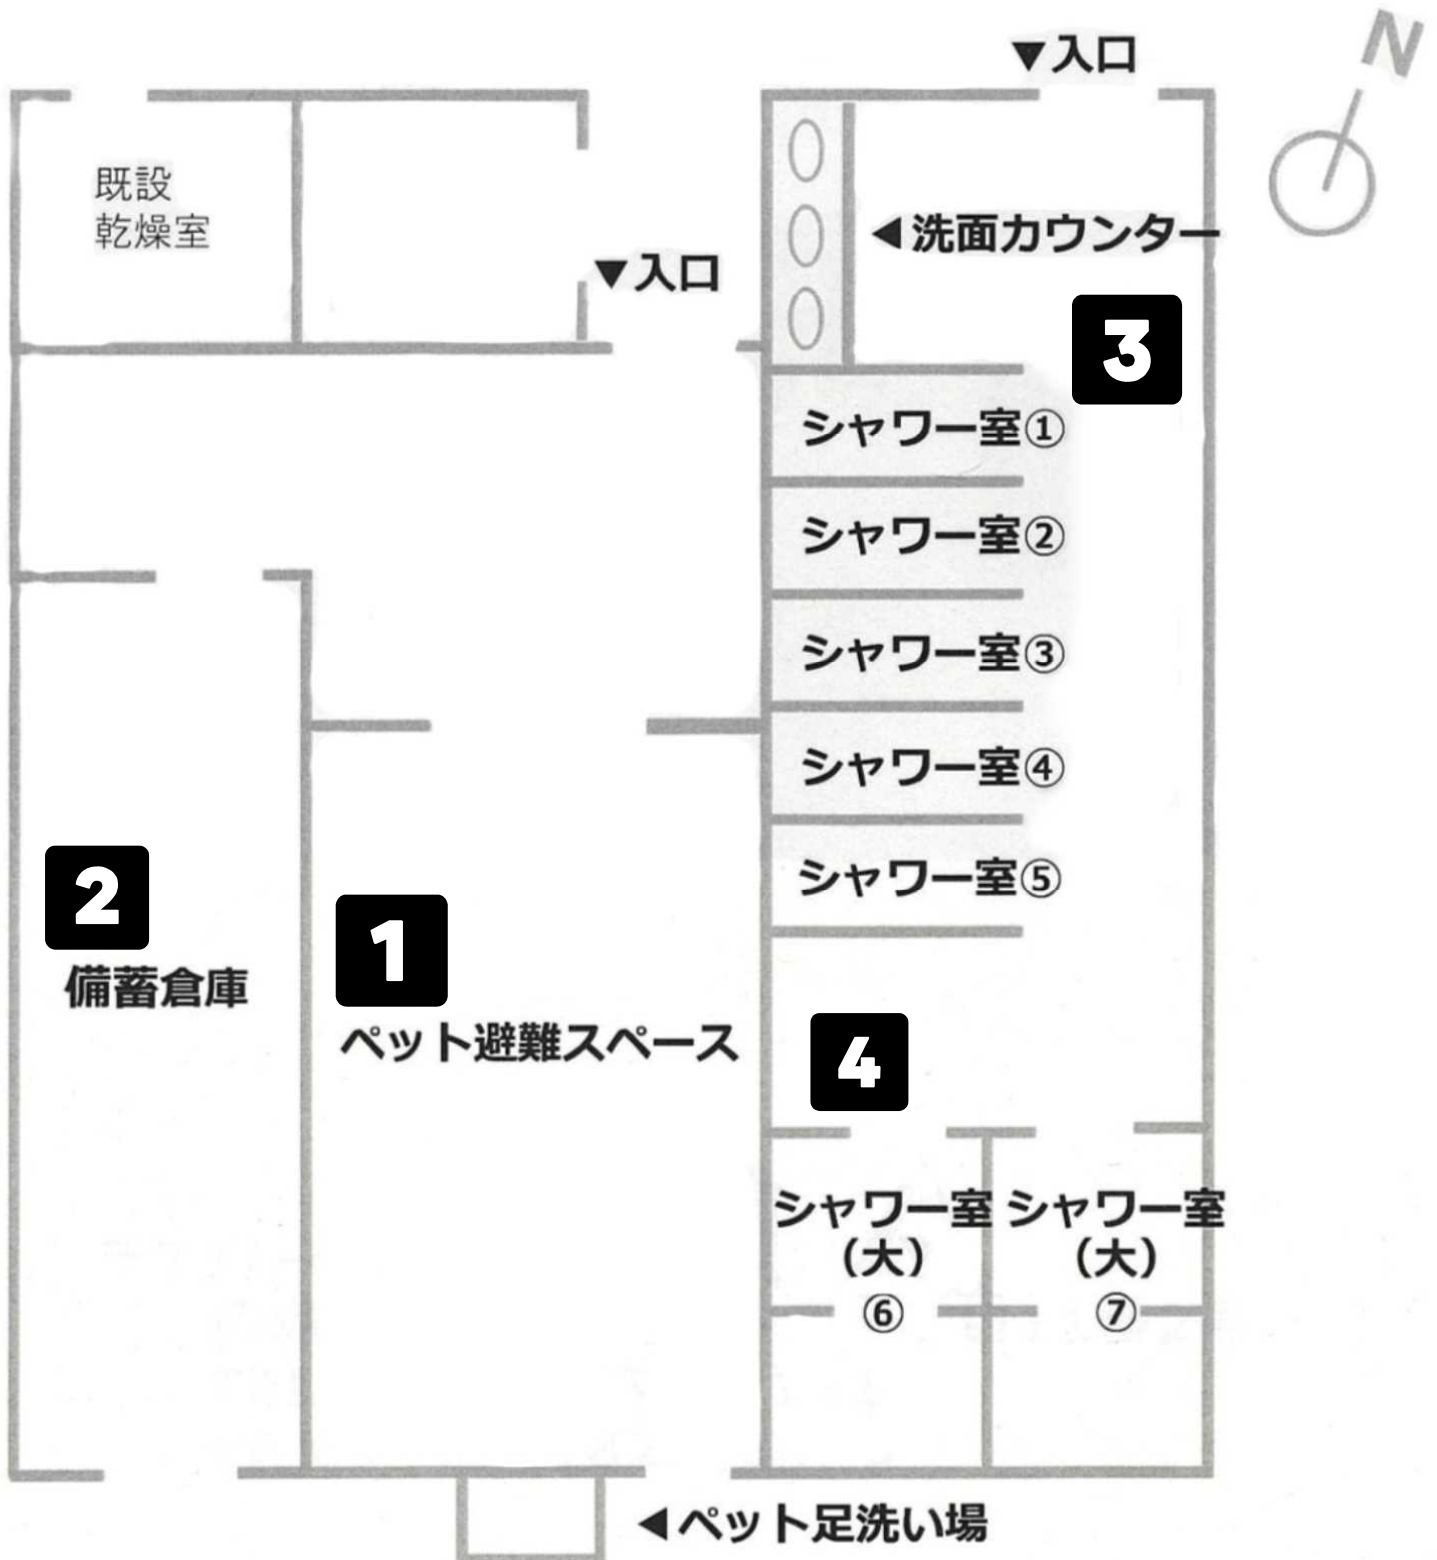 ▼入口
N
既設
乾燥室
◀洗面カウンター
▼入口
3
シャワー室①
シャワー室②
シャワー室③
シャワー室④
シャワー室⑤
2
備蓄倉庫
1
ペット避難スペース
4
シャワー室
(大)
⑥
シャワー室
(大)
⑦
◀ペット足洗い場